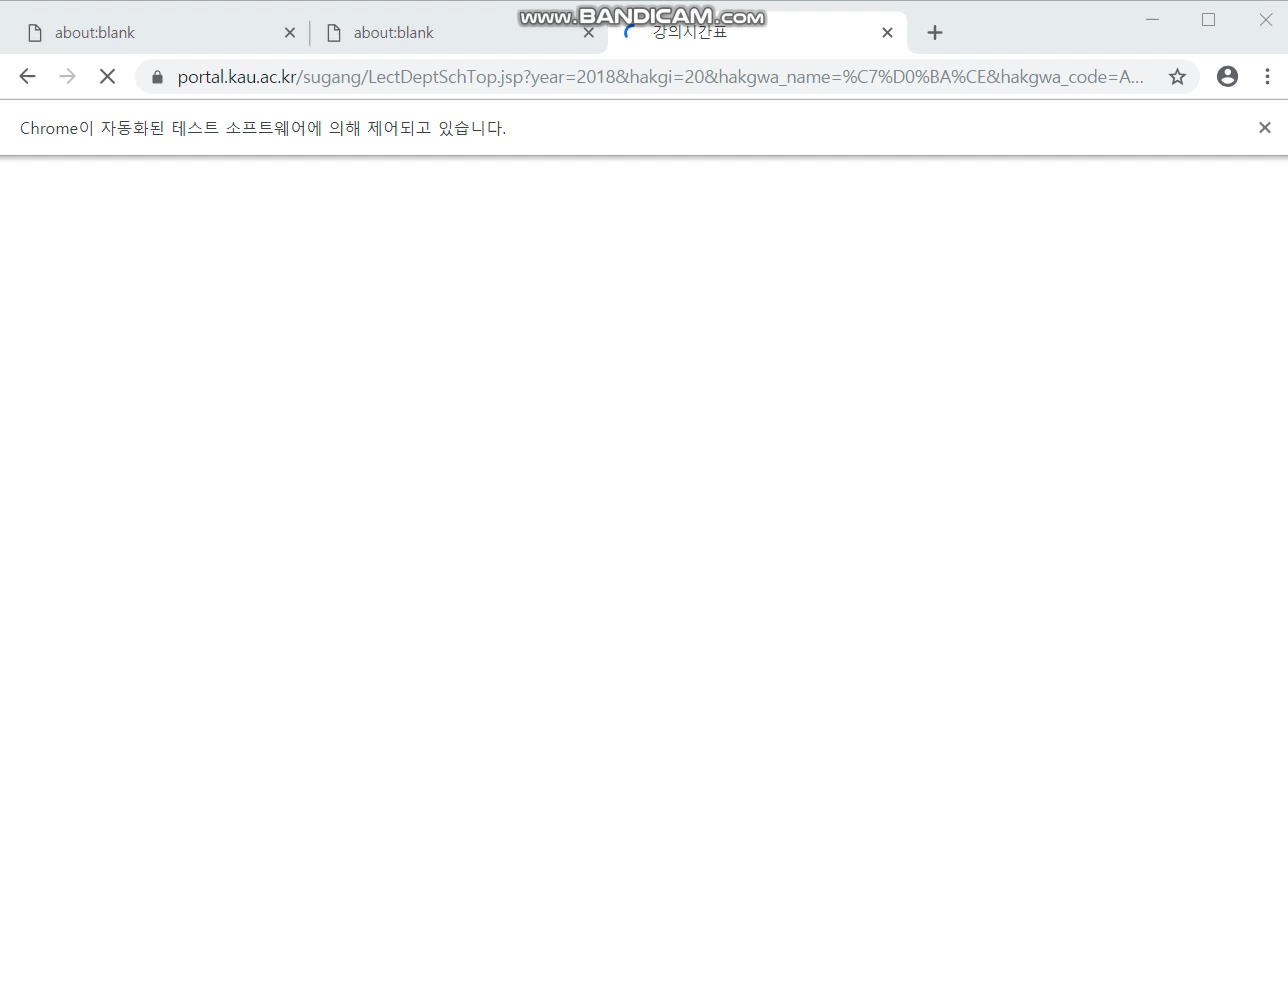 www.BANDICAM.com
about:blank
about:blank
강의시간표
portal.kau.ac.kr/sugang/LectDeptSchTop.jsp?year=2018&hakgi=20&hakgwa_name=%C7%D0%BA%CE&hakgwa_code=A...
Chrome이 자동화된 테스트 소프트웨어에 의해 제어되고 있습니다.